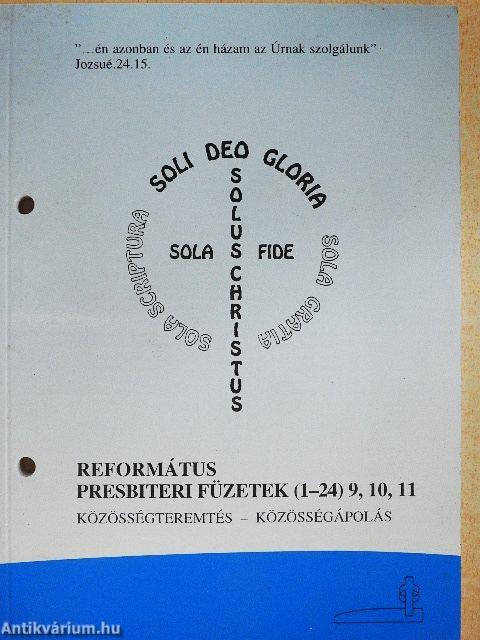 "...én azonban és az én házam az Úrnak szolgálunk"
Jozsué.24.15.
SOLI DEO GLORIA
SOLUS CHRISTUS
SOLA FIDE
SOLA SCRIPTURA
SOLA GRATIA
REFORMÁTUS
PRESBITERI FÜZETEK (1–24) 9, 10, 11
KÖZÖSSÉGTEREMTÉS – KÖZÖSSÉGÁPOLÁS
Antikvárium.hu